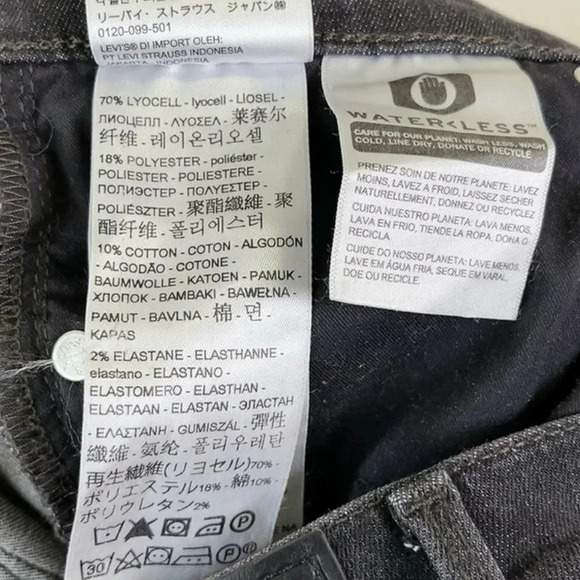 リーバイ・ストラウス ジャパン㈱
0120-099-501
LEVI'S® DI IMPORT OLEH:
PT LEVI STRAUSS INDONESIA
JAKARTA, INDONESIA
70% LYOCELL - lyocell - LIOSEL -
ЛИОЦЕЛЛ - ΛΥΟΣΕΛ - 莱赛尔
纤维 - 레이온리오셀
18% POLYESTER - poliéster -
POLIESTER - POLIESTERE -
ПОЛИЭСТЕР - ΠΟΛΥΕΣΤΕΡ -
POLIÉSZTER - 聚酯纖維 - 聚
酯纤维 - 폴리에스터
10% COTTON - COTON - ALGODÓN
- ALGODÃO - COTONE -
BAUMWOLLE - KATOEN - PAMUK -
ХЛОПОК - ΒΑΜΒΑΚΙ - BAWEŁNA -
PAMUT - BAVLNA - 棉 - 면 -
KAPAS
2% ELASTANE - ELASTHANNE -
elastano - ELASTANO -
ELASTOMERO - ELASTHAN -
ELASTAAN - ELASTAN - ЭЛАСТАН
- ΕΛΑΣΤΑΝΗ - GUMISZÁL - 彈性
纖維 - 氨纶 - 폴리우레탄
再生繊維(リヨセル)70% -
ポリエステル18% - 綿10% -
ポリウレタン2%
P
30
P
WATER<LESS™
CARE FOR OUR PLANET: WASH LESS, WASH
COLD, LINE DRY, DONATE OR RECYCLE
PRENEZ SOIN DE NOTRE PLANETE: LAVEZ
MOINS, LAVEZ A FROID, LAISSEZ SECHER
NATURELLEMENT, DONNEZ OU RECYCLEZ
CUIDA NUESTRO PLANETA: LAVA MENOS,
LAVA EN FRIO, TIENDE LA ROPA, DONA O
RECICLA.
CUIDE DO NOSSO PLANETA: LAVE MENOS,
LAVE EM ÁGUA FRIA, SEQUE EM VARAL,
DOE OU RECICLE.